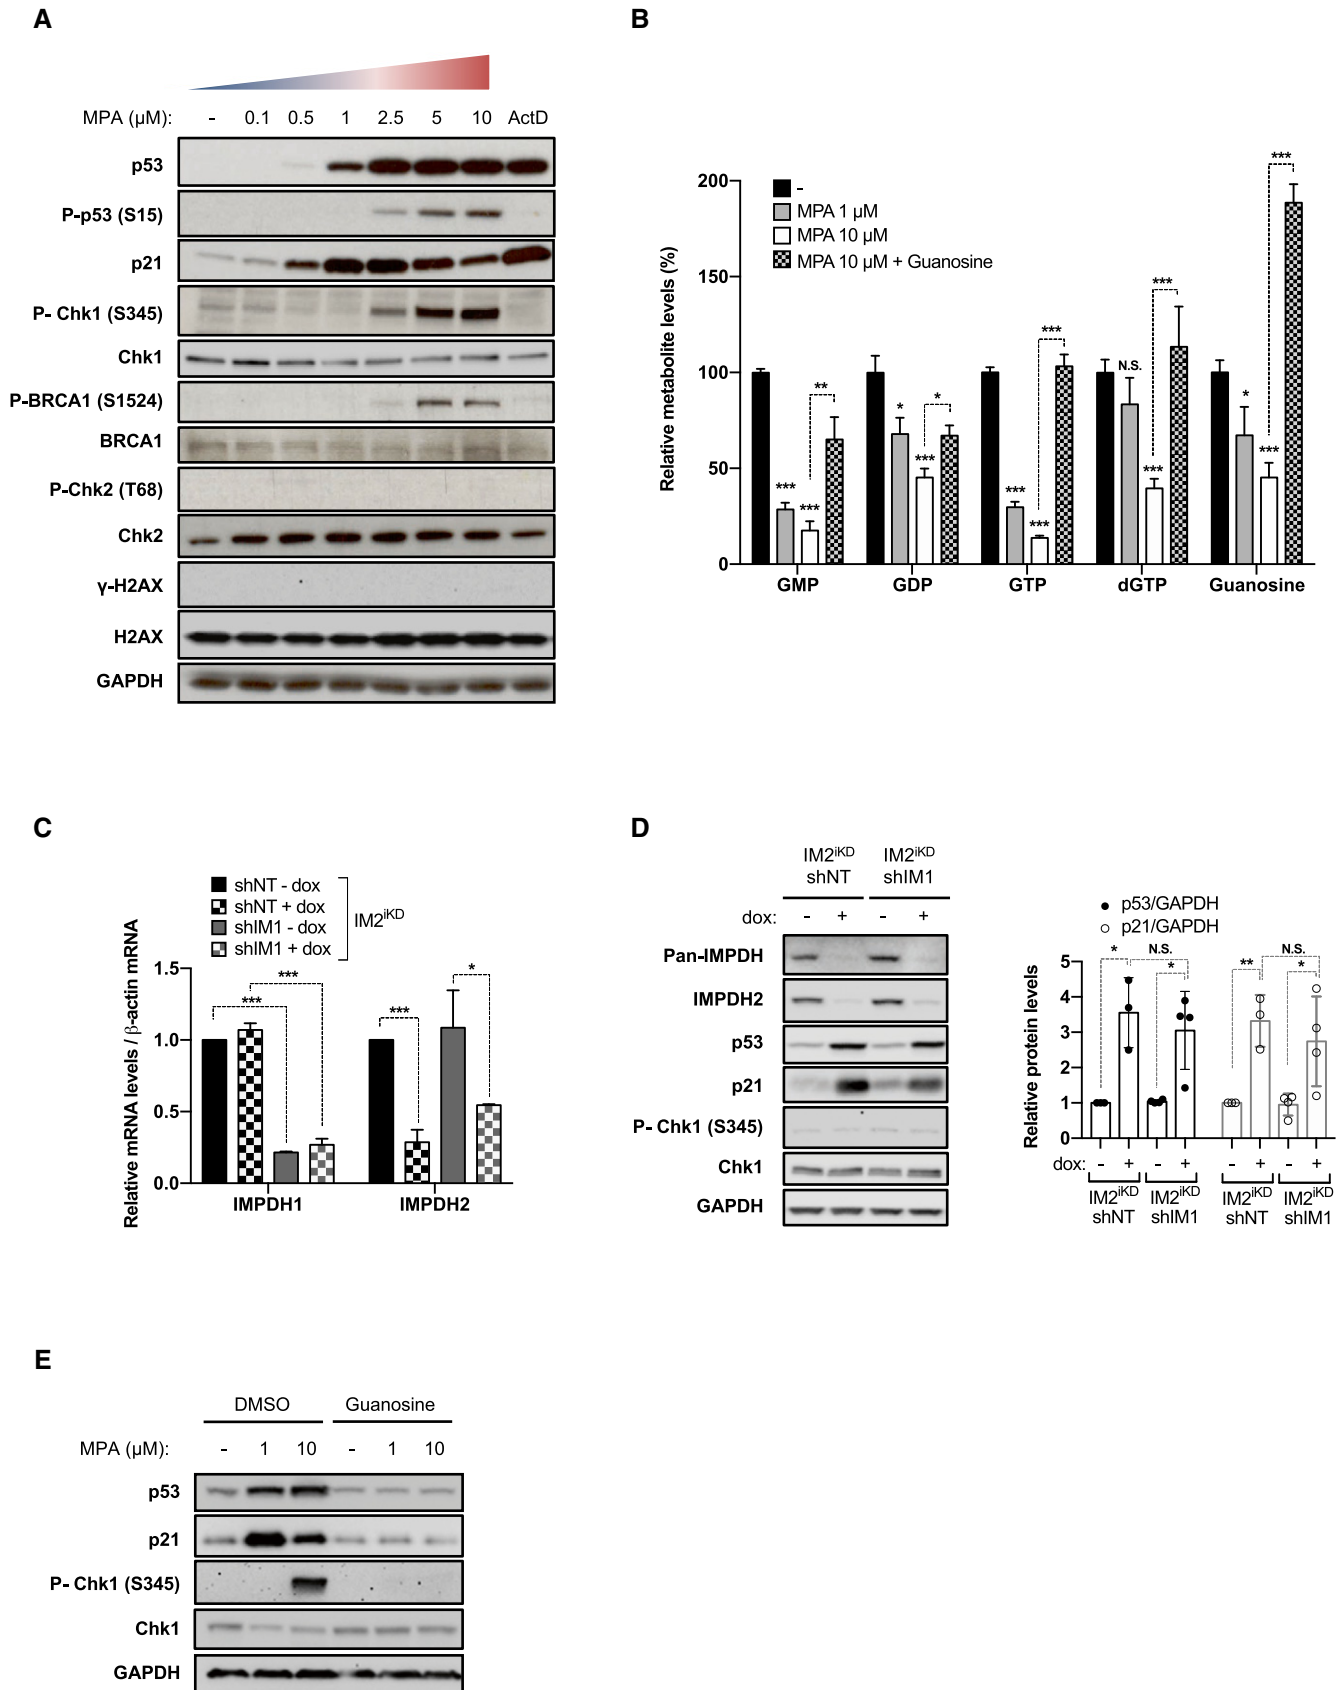 A
MPA (µM): - 0.1 0.5 1 2.5 5 10 ActD
p53
P-p53 (S15)
p21
P- Chk1 (S345)
Chk1
P-BRCA1 (S1524)
BRCA1
P-Chk2 (T68)
Chk2
γ-H2AX
H2AX
GAPDH
B
Relative metabolite levels (%)
200
150
100
50
0
-
MPA 1 µM
MPA 10 µM
MPA 10 µM + Guanosine
*** *** ** * *** * *** *** *** N.S. *** *** * *** ***
GMP GDP GTP dGTP Guanosine
C
shNT - dox
shNT + dox
shIM1 - dox
shIM1 + dox
IM2iKD
Relative mRNA levels / β-actin mRNA
1.5
1.0
0.5
0.0
*** *** *** *
IMPDH1 IMPDH2
D
IM2iKD IM2iKD
shNT shIM1
dox: - + - +
Pan-IMPDH
IMPDH2
p53
p21
P- Chk1 (S345)
Chk1
GAPDH
p53/GAPDH
p21/GAPDH
Relative protein levels
5
4
3
2
1
0
* N.S. * ** N.S. *
dox: - + - + - + - +
IM2iKD IM2iKD IM2iKD IM2iKD
shNT shIM1 shNT shIM1
E
DMSO Guanosine
MPA (µM): - 1 10 - 1 10
p53
p21
P- Chk1 (S345)
Chk1
GAPDH